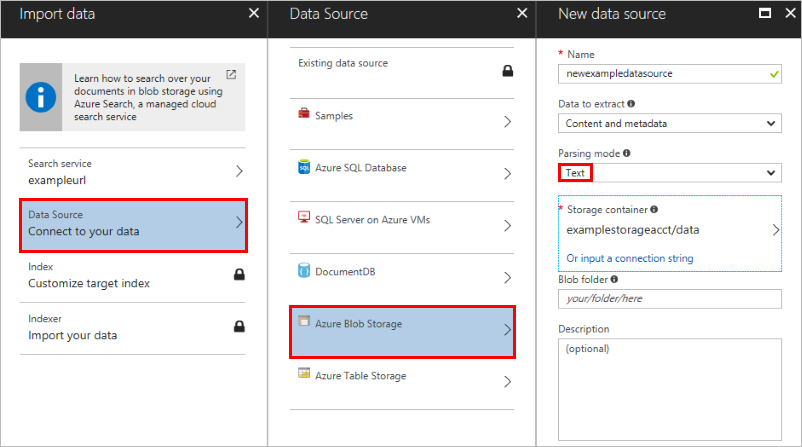 Import data
Learn how to search over your
documents in blob storage using
Azure Search, a managed cloud
search service
Search service
exampleurl
Data Source
Connect to your data
Index
Customize target index
Indexer
Import your data
Data Source
Existing data source
Samples
Azure SQL Database
SQL Server on Azure VMs
DocumentDB
Azure Blob Storage
Azure Table Storage
New data source
* Name
newexampledatasource
Data to extract
Content and metadata
Parsing mode
Text
* Storage container
examplestorageacct/data
Or input a connection string
Blob folder
your/folder/here
Description
(optional)